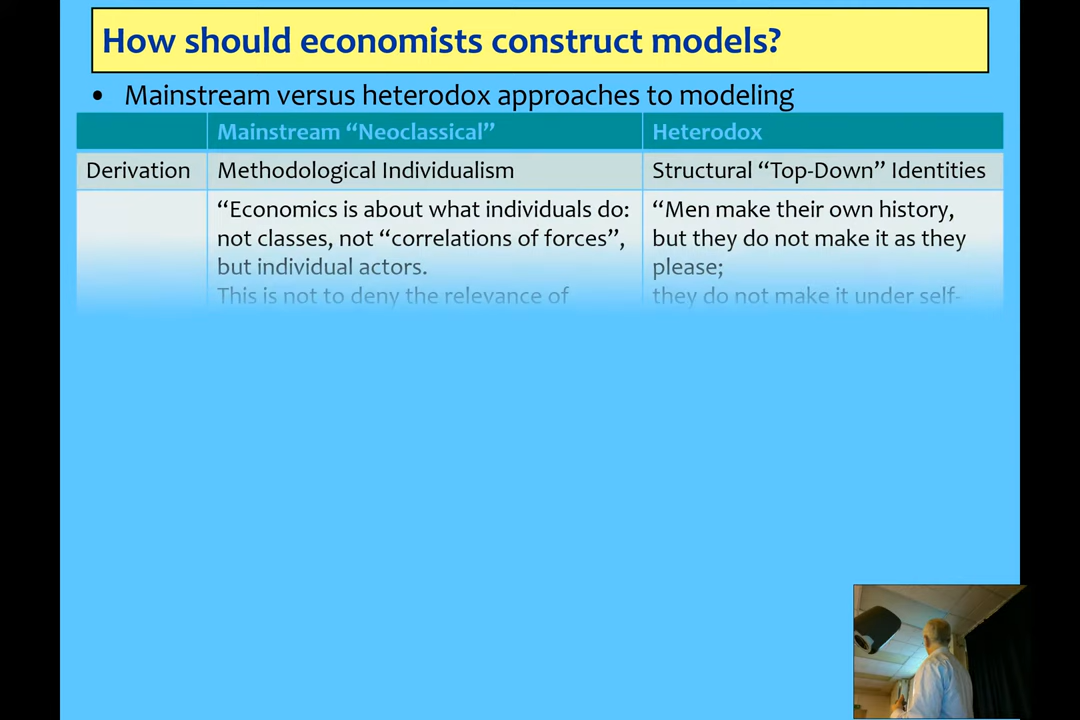 How should economists construct models?
• Mainstream versus heterodox approaches to modeling
Mainstream “Neoclassical” Heterodox
Derivation Methodological Individualism Structural “Top-Down” Identities
“Economics is about what individuals do:
not classes, not “correlations of forces”,
but individual actors.
This is not to deny the relevance of
“Men make their own history,
but they do not make it as they
please;
they do not make it under self-